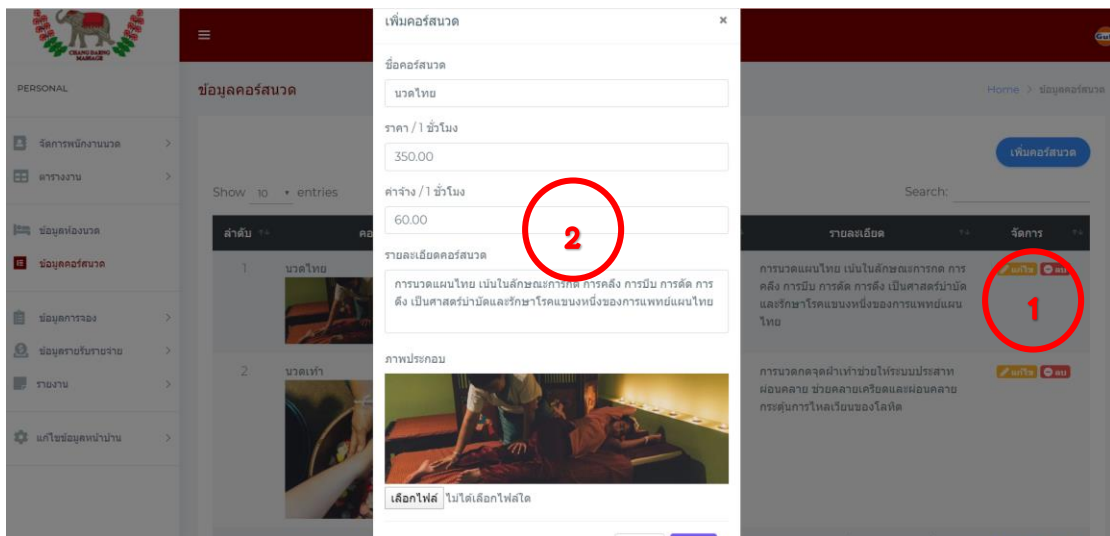 CHANG DABNG
MASSAGE
PERSONAL
จัดการพนักงานนวด
ตารางงาน
ข้อมูลห้องนวด
ข้อมูลคอร์สนวด
ข้อมูลการจอง
ข้อมูลรายรับรายจ่าย
รายงาน
แก้ไขข้อมูลหน้าบ้าน
ข้อมูลคอร์สนวด
Home > ข้อมูลคอร์สนวด
เพิ่มคอร์สนวด
Show 10 entries
Search:
ลำดับ
รายละเอียด
จัดการ
1
นวดไทย
การนวดแผนไทย เน้นในลักษณะการกด การ
คลึง การบีบ การดัด การดึง เป็นศาสตร์บำบัด
และรักษาโรคแขนงหนึ่งของการแพทย์แผน
ไทย
แก้ไข ลบ
1
2
นวดเท้า
การนวดกดจุดฝ่าเท้าช่วยให้ระบบประสาท
ผ่อนคลาย ช่วยคลายเครียดและผ่อนคลาย
กระตุ้นการไหลเวียนของโลหิต
แก้ไข ลบ
เพิ่มคอร์สนวด
×
ชื่อคอร์สนวด
นวดไทย
ราคา / 1 ชั่วโมง
350.00
ค่าจ้าง / 1 ชั่วโมง
60.00
2
รายละเอียดคอร์สนวด
การนวดแผนไทย เน้นในลักษณะการกด การคลึง การบีบ การดัด การ
ดึง เป็นศาสตร์บำบัดและรักษาโรคแขนงหนึ่งของการแพทย์แผนไทย
ภาพประกอบ
เลือกไฟล์ ไม่ได้เลือกไฟล์ใด